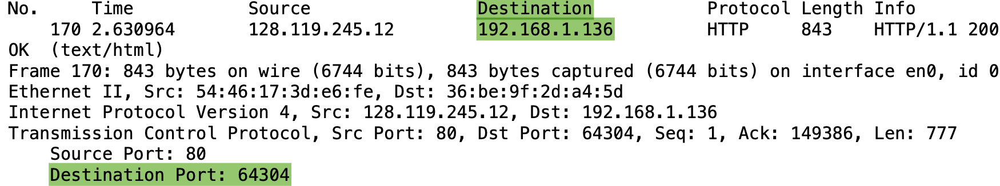 No.     Time           Source                Destination           Protocol Length Info
    170 2.630964       128.119.245.12        192.168.1.136         HTTP     843    HTTP/1.1 200
OK  (text/html)
Frame 170: 843 bytes on wire (6744 bits), 843 bytes captured (6744 bits) on interface en0, id 0
Ethernet II, Src: 54:46:17:3d:e6:fe, Dst: 36:be:9f:2d:a4:5d
Internet Protocol Version 4, Src: 128.119.245.12, Dst: 192.168.1.136
Transmission Control Protocol, Src Port: 80, Dst Port: 64304, Seq: 1, Ack: 149386, Len: 777
    Source Port: 80
    Destination Port: 64304